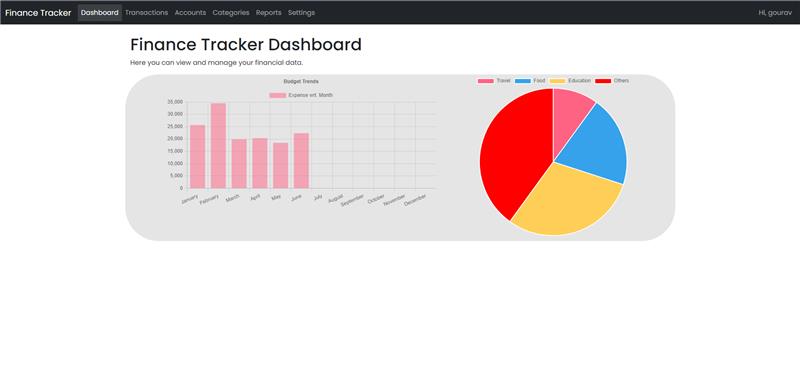 Finance Tracker Dashboard Transactions Accounts Categories Reports Settings Hi, gourav
Finance Tracker Dashboard
Here you can view and manage your financial data.
Budget Trends
Expense wrt. Month
35,000
30,000
25,000
20,000
15,000
10,000
5,000
0
January February March April May June July August September October November December
Travel Food Education Others